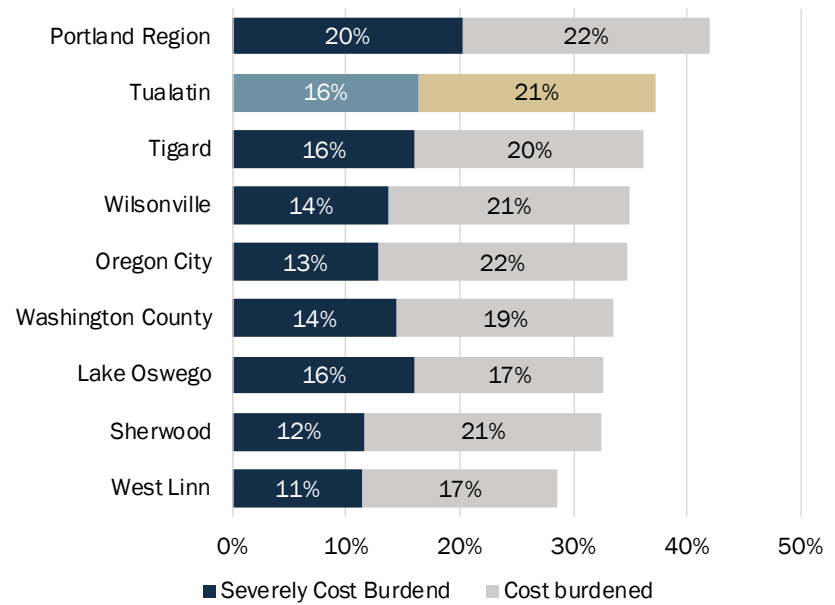 Portland Region 20% 22%
Tualatin 16% 21%
Tigard 16% 20%
Wilsonville 14% 21%
Oregon City 13% 22%
Washington County 14% 19%
Lake Oswego 16% 17%
Sherwood 12% 21%
West Linn 11% 17%
0% 10% 20% 30% 40% 50%
Severely Cost Burdend Cost burdened